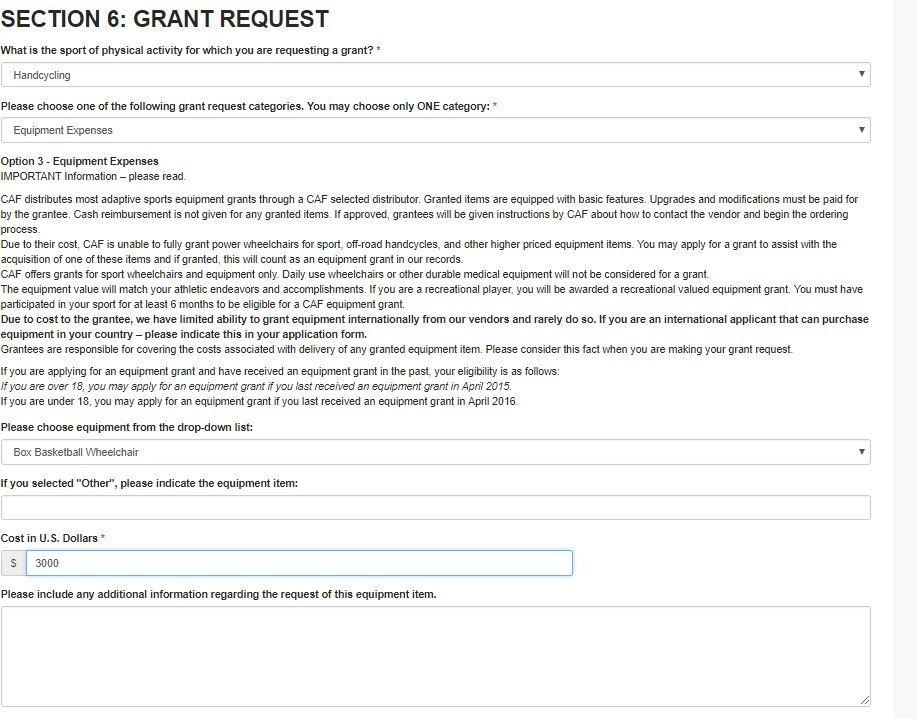 SECTION 6: GRANT REQUEST
What is the sport of physical activity for which you are requesting a grant? *
Handcycling
Please choose one of the following grant request categories. You may choose only ONE category: *
Equipment Expenses
Option 3 - Equipment Expenses
IMPORTANT Information – please read.
CAF distributes most adaptive sports equipment grants through a CAF selected distributor. Granted items are equipped with basic features. Upgrades and modifications must be paid for
by the grantee. Cash reimbursement is not given for any granted items. If approved, grantees will be given instructions by CAF about how to contact the vendor and begin the ordering
process.
Due to their cost, CAF is unable to fully grant power wheelchairs for sport, off-road handcycles, and other higher priced equipment items. You may apply for a grant to assist with the
acquisition of one of these items and if granted, this will count as an equipment grant in our records.
CAF offers grants for sport wheelchairs and equipment only. Daily use wheelchairs or other durable medical equipment will not be considered for a grant.
The equipment value will match your athletic endeavors and accomplishments. If you are a recreational player, you will be awarded a recreational valued equipment grant. You must have
participated in your sport for at least 6 months to be eligible for a CAF equipment grant.
Due to cost to the grantee, we have limited ability to grant equipment internationally from our vendors and rarely do so. If you are an international applicant that can purchase
equipment in your country – please indicate this in your application form.
Grantees are responsible for covering the costs associated with delivery of any granted equipment item. Please consider this fact when you are making your grant request.
If you are applying for an equipment grant and have received an equipment grant in the past, your eligibility is as follows:
If you are over 18, you may apply for an equipment grant if you last received an equipment grant in April 2015.
If you are under 18, you may apply for an equipment grant if you last received an equipment grant in April 2016.
Please choose equipment from the drop-down list:
Box Basketball Wheelchair
If you selected "Other", please indicate the equipment item:
Cost in U.S. Dollars *
$ 3000
Please include any additional information regarding the request of this equipment item.